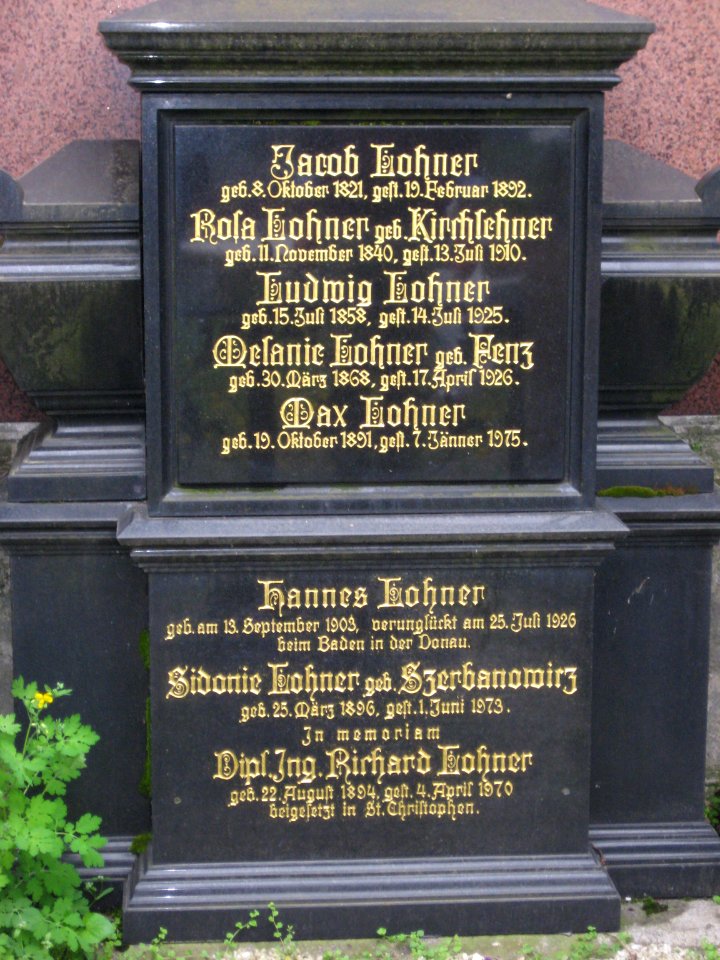 Jacob Lohner
geb. 8. Oktober 1821, gest. 19. Februar 1892.
Rosa Lohner geb. Kirchlehner
geb. 11. November 1840, gest. 13. Juli 1910.
Ludwig Lohner
geb. 15. Juli 1858, gest. 14. Juli 1925.
Melanie Lohner geb. Penz
geb. 30. März 1868, gest. 17. April 1926.
Max Lohner
geb. 19. Oktober 1891, gest. 7. Jänner 1975.
Hannes Lohner
geb. am 13. September 1903, verunglückt am 25. Juli 1926
beim Baden in der Donau.
Sidonie Lohner geb. Szerbanowicz
geb. 25. März 1896, gest. 1. Juni 1973.
In memoriam
Dipl. Ing. Richard Lohner
geb. 22. August 1894, gest. 4. April 1970
beigesetzt in St. Christophen.